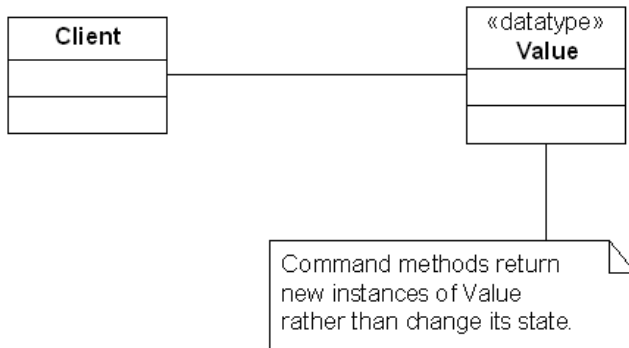 Client
«datatype»
Value
Command methods return
new instances of Value
rather than change its state.